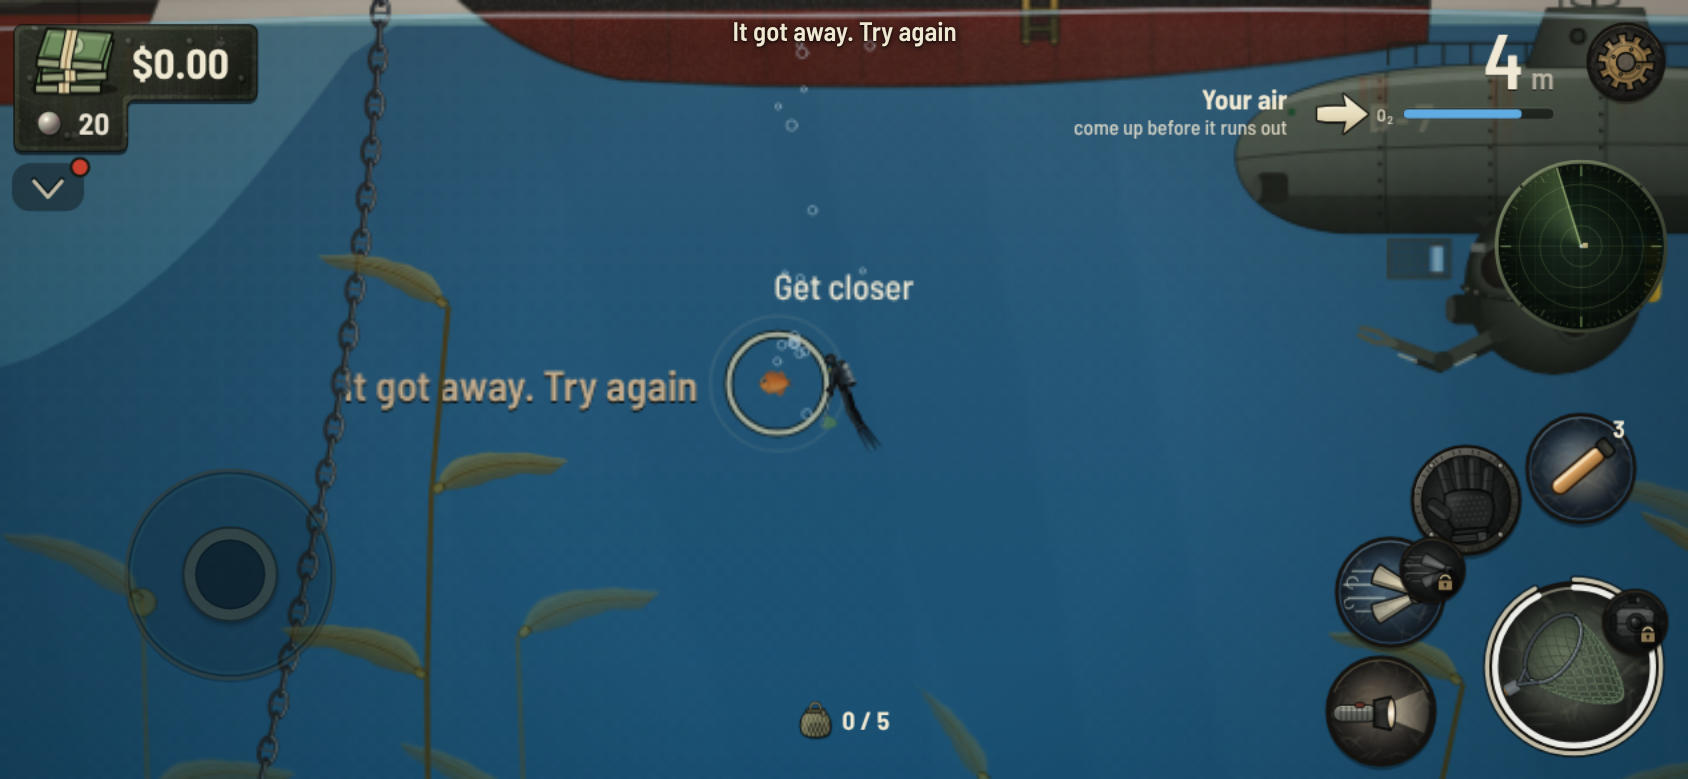 It got away. Try again
$0.00
20
4 m
Your air
come up before it runs out
O₂
Get closer
It got away. Try again
3
0 / 5